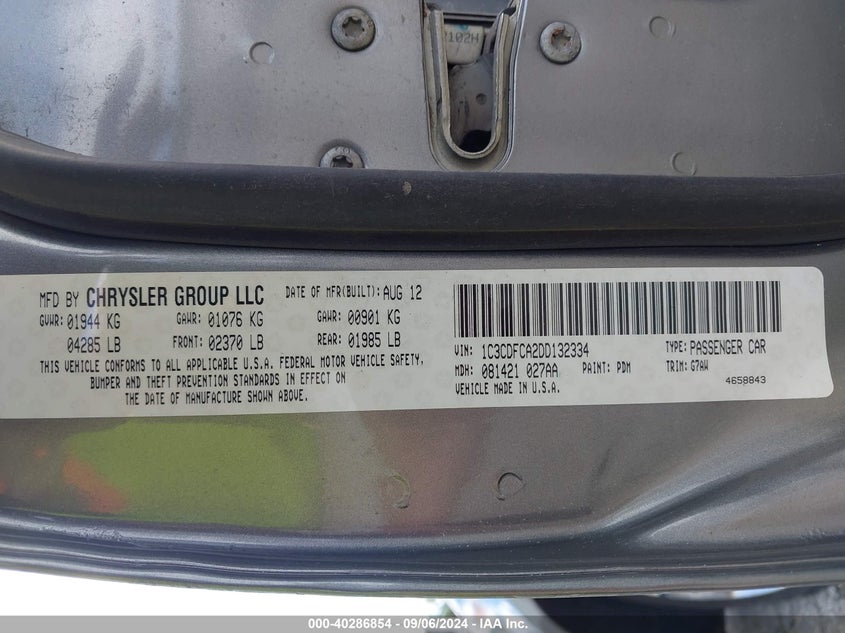 102H
MFD BY CHRYSLER GROUP LLC DATE OF MFR(BUILT): AUG 12
GVWR: 01944 KG GAWR: 01076 KG GAWR: 00901 KG
04285 LB FRONT: 02370 LB REAR: 01985 LB
THIS VEHICLE CONFORMS TO ALL APPLICABLE U.S.A. FEDERAL MOTOR VEHICLE SAFETY,
BUMPER AND THEFT PREVENTION STANDARDS IN EFFECT ON
THE DATE OF MANUFACTURE SHOWN ABOVE.
VIN: 1C3CDFCA2DD132334 TYPE: PASSENGER CAR
MDH: 081421 027AA PAINT: PDM TRIM: G7AW
VEHICLE MADE IN U.S.A. 4658843
000-40286854 - 09/06/2024 - IAA Inc.